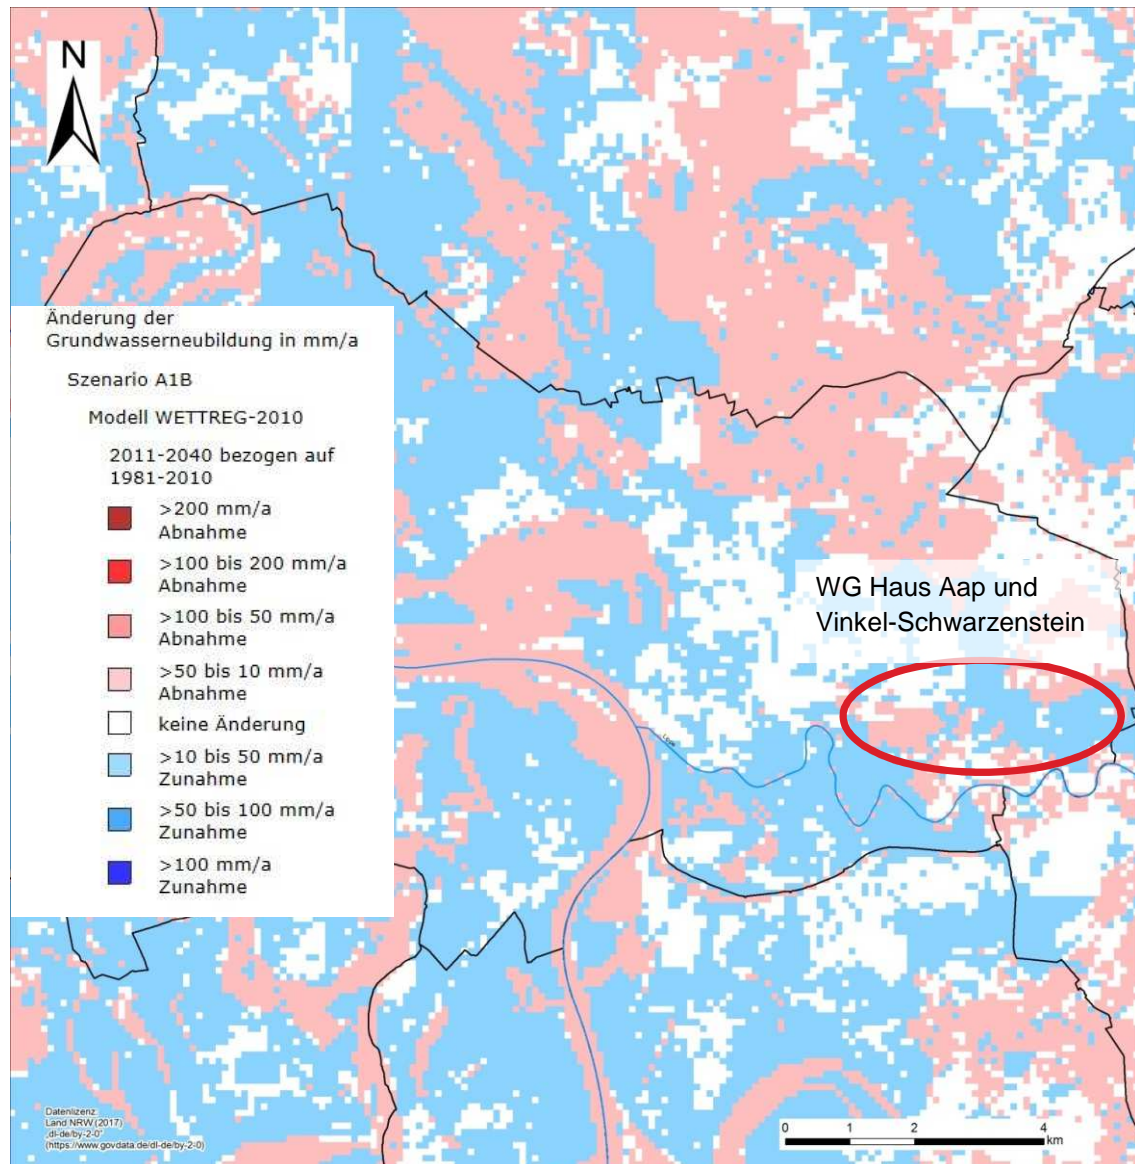 N
Änderung der
Grundwasserneubildung in mm/a
Szenario A1B
Modell WETTREG-2010
2011-2040 bezogen auf
1981-2010
>200 mm/a
Abnahme
>100 bis 200 mm/a
Abnahme
>100 bis 50 mm/a
Abnahme
>50 bis 10 mm/a
Abnahme
keine Änderung
>10 bis 50 mm/a
Zunahme
>50 bis 100 mm/a
Zunahme
>100 mm/a
Zunahme
WG Haus Aap und
Vinkel-Schwarzenstein
Lippe
Datenlizenz:
Land NRW (2017)
„dl-de/by-2-0"
(https://www.govdata.de/dl-de/by-2-0)
0 1 2 4
km